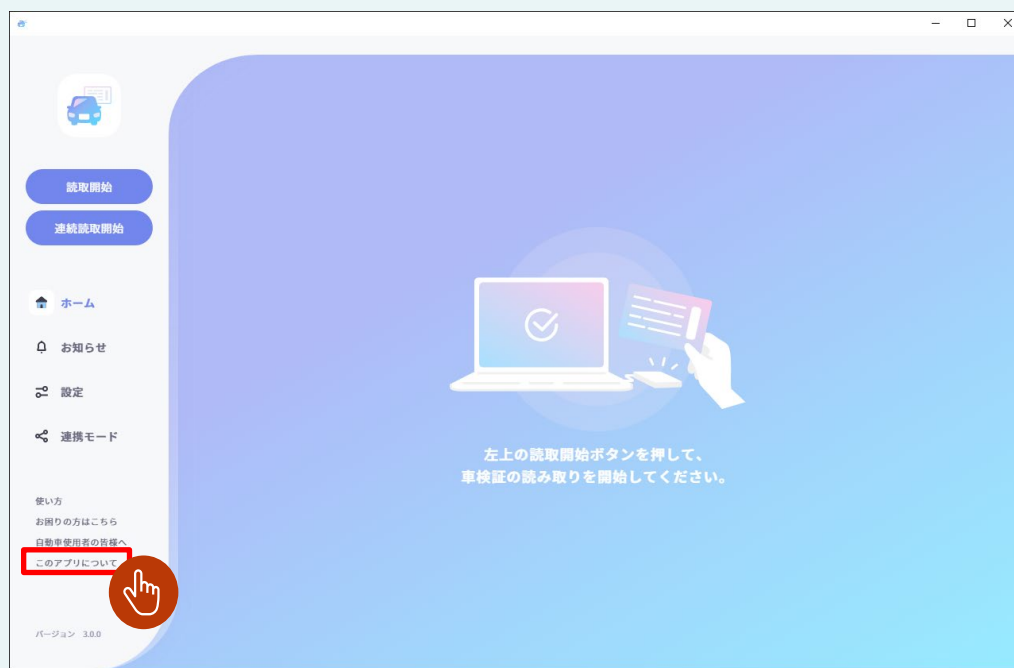 読取開始
連続読取開始
ホーム
お知らせ
設定
連携モード
使い方
お困りの方はこちら
自動車使用者の皆様へ
このアプリについて
バージョン 3.0.0
左上の読取開始ボタンを押して、
車検証の読み取りを開始してください。